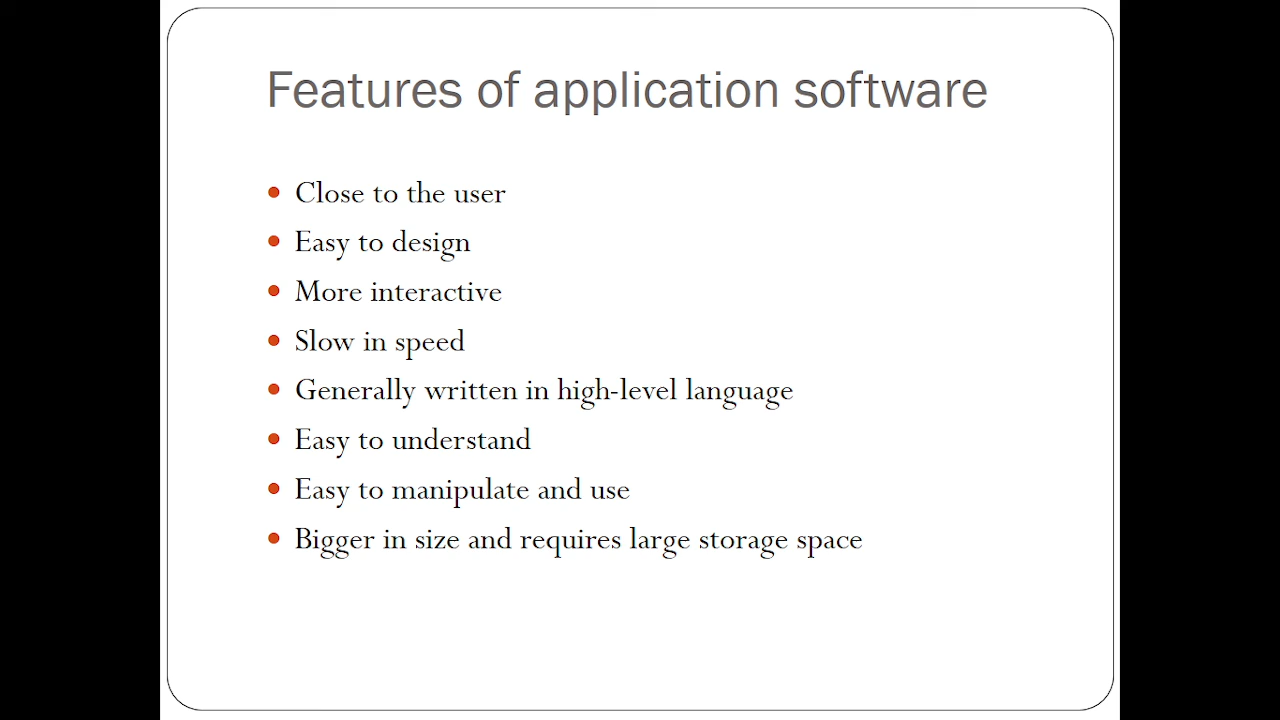 Features of application software
Close to the user
Easy to design
More interactive
Slow in speed
Generally written in high-level language
Easy to understand
Easy to manipulate and use
Bigger in size and requires large storage space